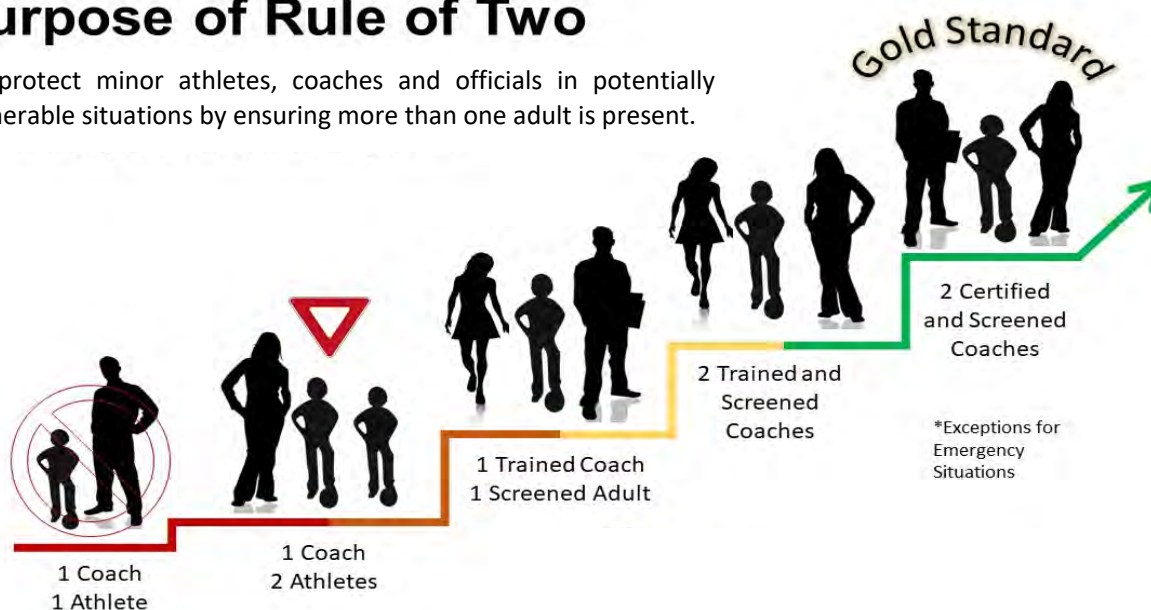 urpose of Rule of Two
protect minor athletes, coaches and officials in potentially
nerable situations by ensuring more than one adult is present.
Gold Standard
1 Coach
1 Athlete
1 Coach
2 Athletes
1 Trained Coach
1 Screened Adult
2 Trained and
Screened
Coaches
2 Certified
and Screened
Coaches
*Exceptions for
Emergency
Situations